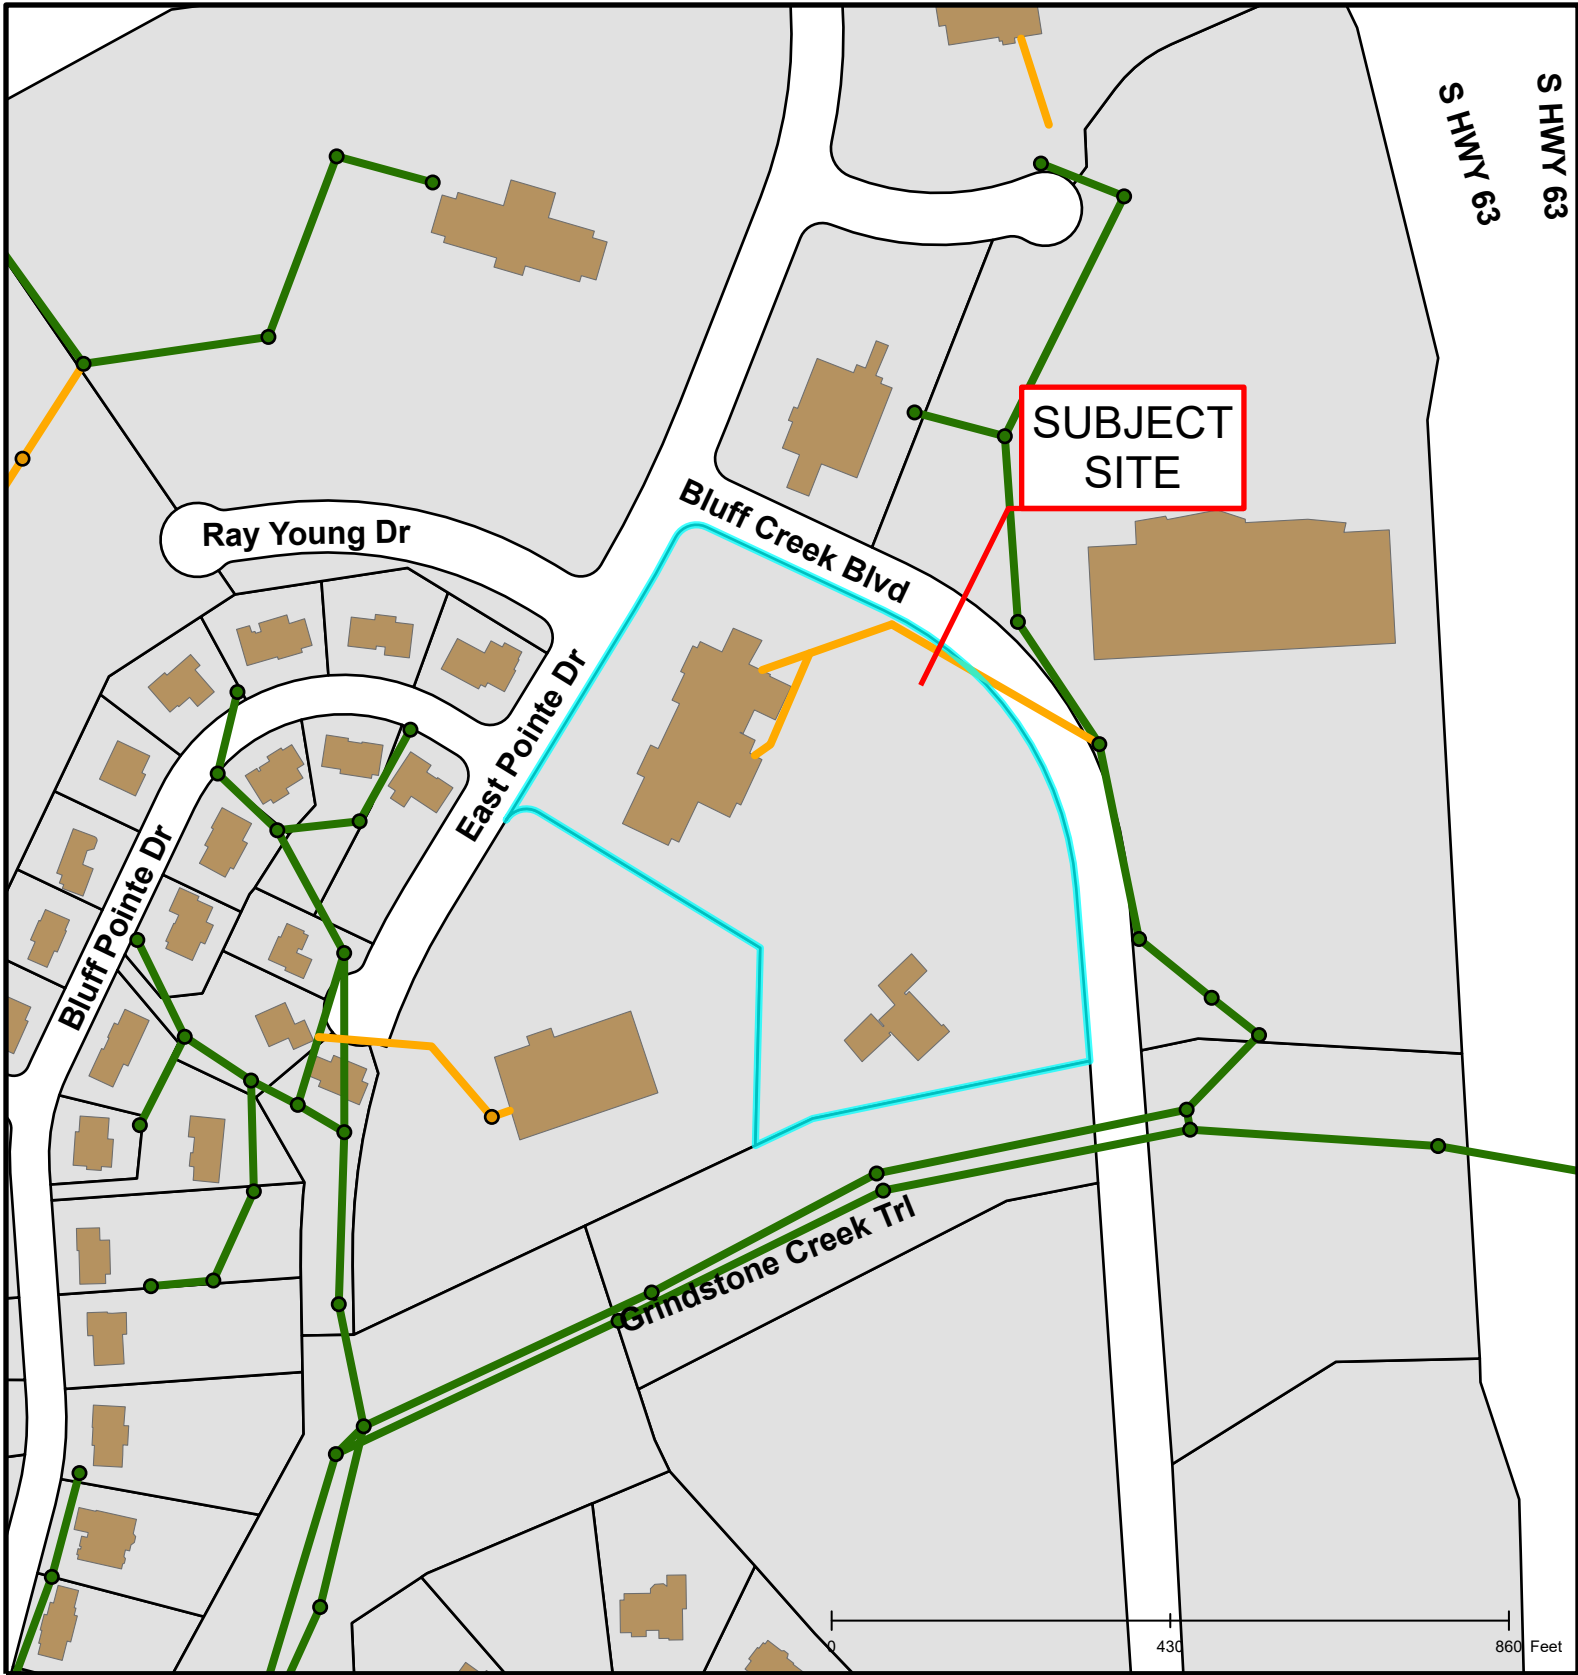 S HWY 63
S HWY 63
SUBJECT
SITE
Bluff Creek Blvd
Ray Young Dr
East Pointe Dr
Bluff Pointe Dr
Grindstone Creek Trl
0 430 860 Feet